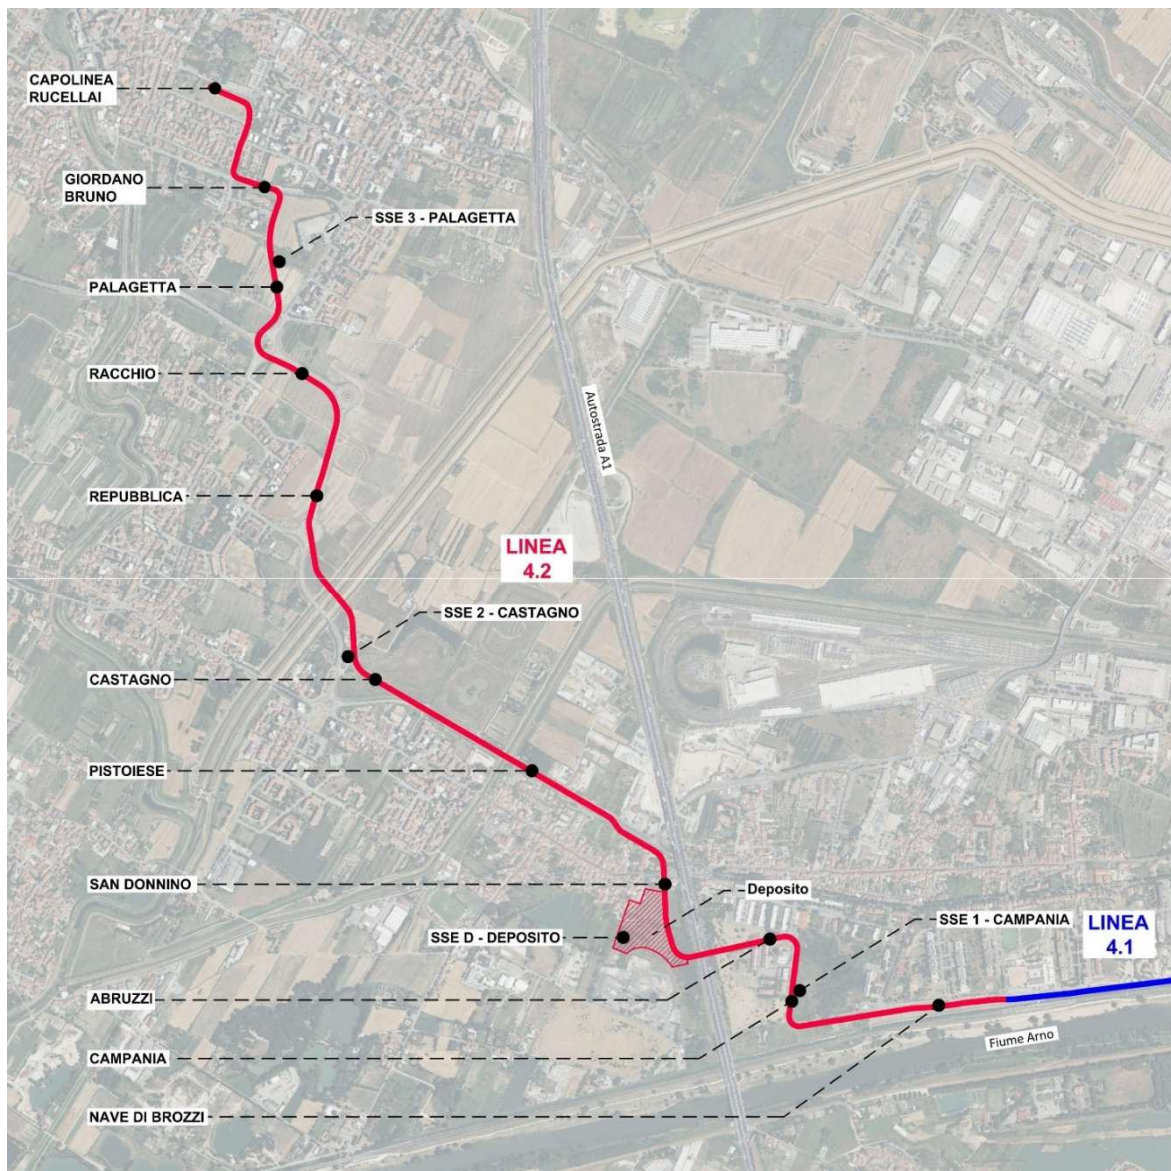 CAPOLINEA
RUCELLAI
GIORDANO
BRUNO
SSE 3 - PALAGETTA
PALAGETTA
RACCHIO
Autostrada A1
REPUBBLICA
LINEA
4.2
SSE 2 - CASTAGNO
CASTAGNO
PISTOIESE
SAN DONNINO
Deposito
SSE 1 - CAMPANIA
LINEA
4.1
SSE D - DEPOSITO
ABRUZZI
Fiume Arno
CAMPANIA
NAVE DI BROZZI